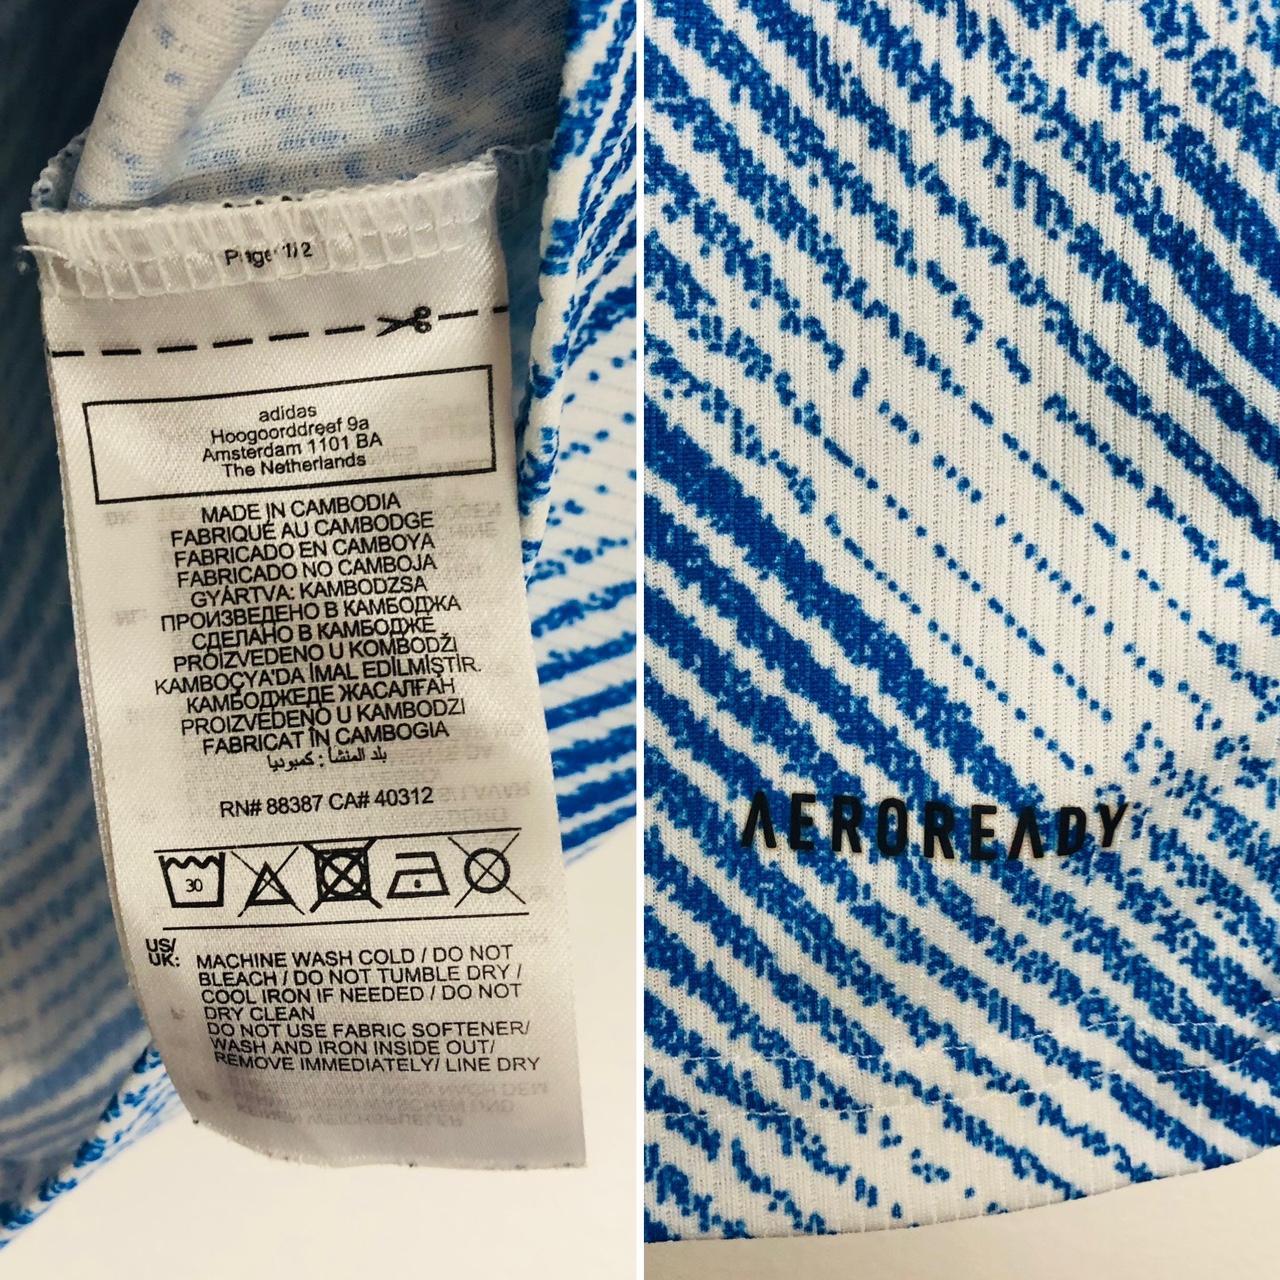 Page 1/2
adidas
Hoogoorddreef 9a
Amsterdam 1101 BA
The Netherlands
MADE IN CAMBODIA
FABRIQUÉ AU CAMBODGE
FABRICADO EN CAMBOYA
FABRICADO NO CAMBOJA
GYÁRTVA: KAMBODZSA
ПРОИЗВЕДЕНО В КАМБОДЖА
СДЕЛАНО В КАМБОДЖЕ
PROIZVEDENO U KOMBODŽI
KAMBOÇYA'DA İMAL EDİLMİŞTİR.
КАМБОДЖЕДЕ ЖАСАЛҒАН
PROIZVEDENO U KAMBODZI
FABRICAT ÎN CAMBOGIA
بلد المنشأ : كمبوديا
RN# 88387 CA# 40312
30
US/
UK:
MACHINE WASH COLD / DO NOT
BLEACH / DO NOT TUMBLE DRY /
COOL IRON IF NEEDED / DO NOT
DRY CLEAN
DO NOT USE FABRIC SOFTENER/
WASH AND IRON INSIDE OUT/
REMOVE IMMEDIATELY/ LINE DRY
AEROREADY